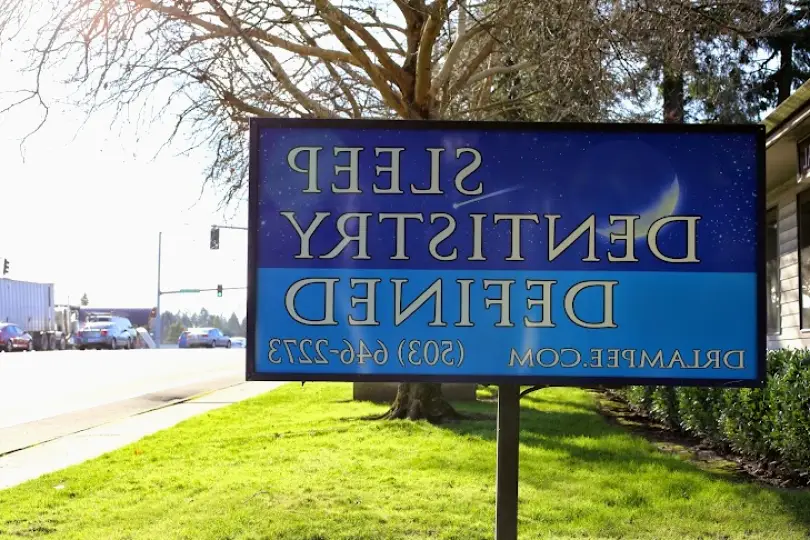 SLEEP
DENTISTRY
DEFINED
DRLAMPEE.COM (503) 646-2273